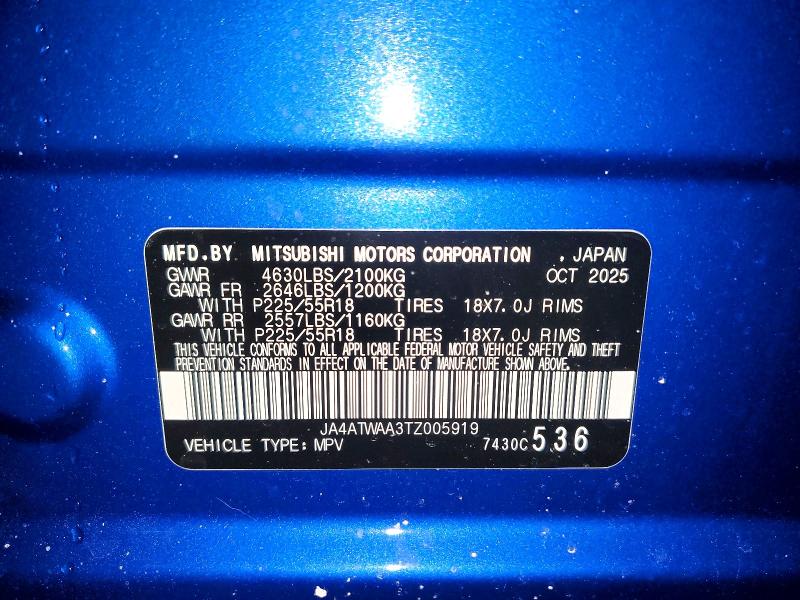 MFD.BY MITSUBISHI MOTORS CORPORATION , JAPAN
GVWR 4630LBS/2100KG OCT 2025
GAWR FR 2646LBS/1200KG
WITH P225/55R18 TIRES 18X7.0J RIMS
GAWR RR 2557LBS/1160KG
WITH P225/55R18 TIRES 18X7.0J RIMS
THIS VEHICLE CONFORMS TO ALL APPLICABLE FEDERAL MOTOR VEHICLE SAFETY AND THEFT
PREVENTION STANDARDS IN EFFECT ON THE DATE OF MANUFACTURE SHOWN ABOVE.
JA4ATWAA3TZ005919
VEHICLE TYPE: MPV 7430C 536